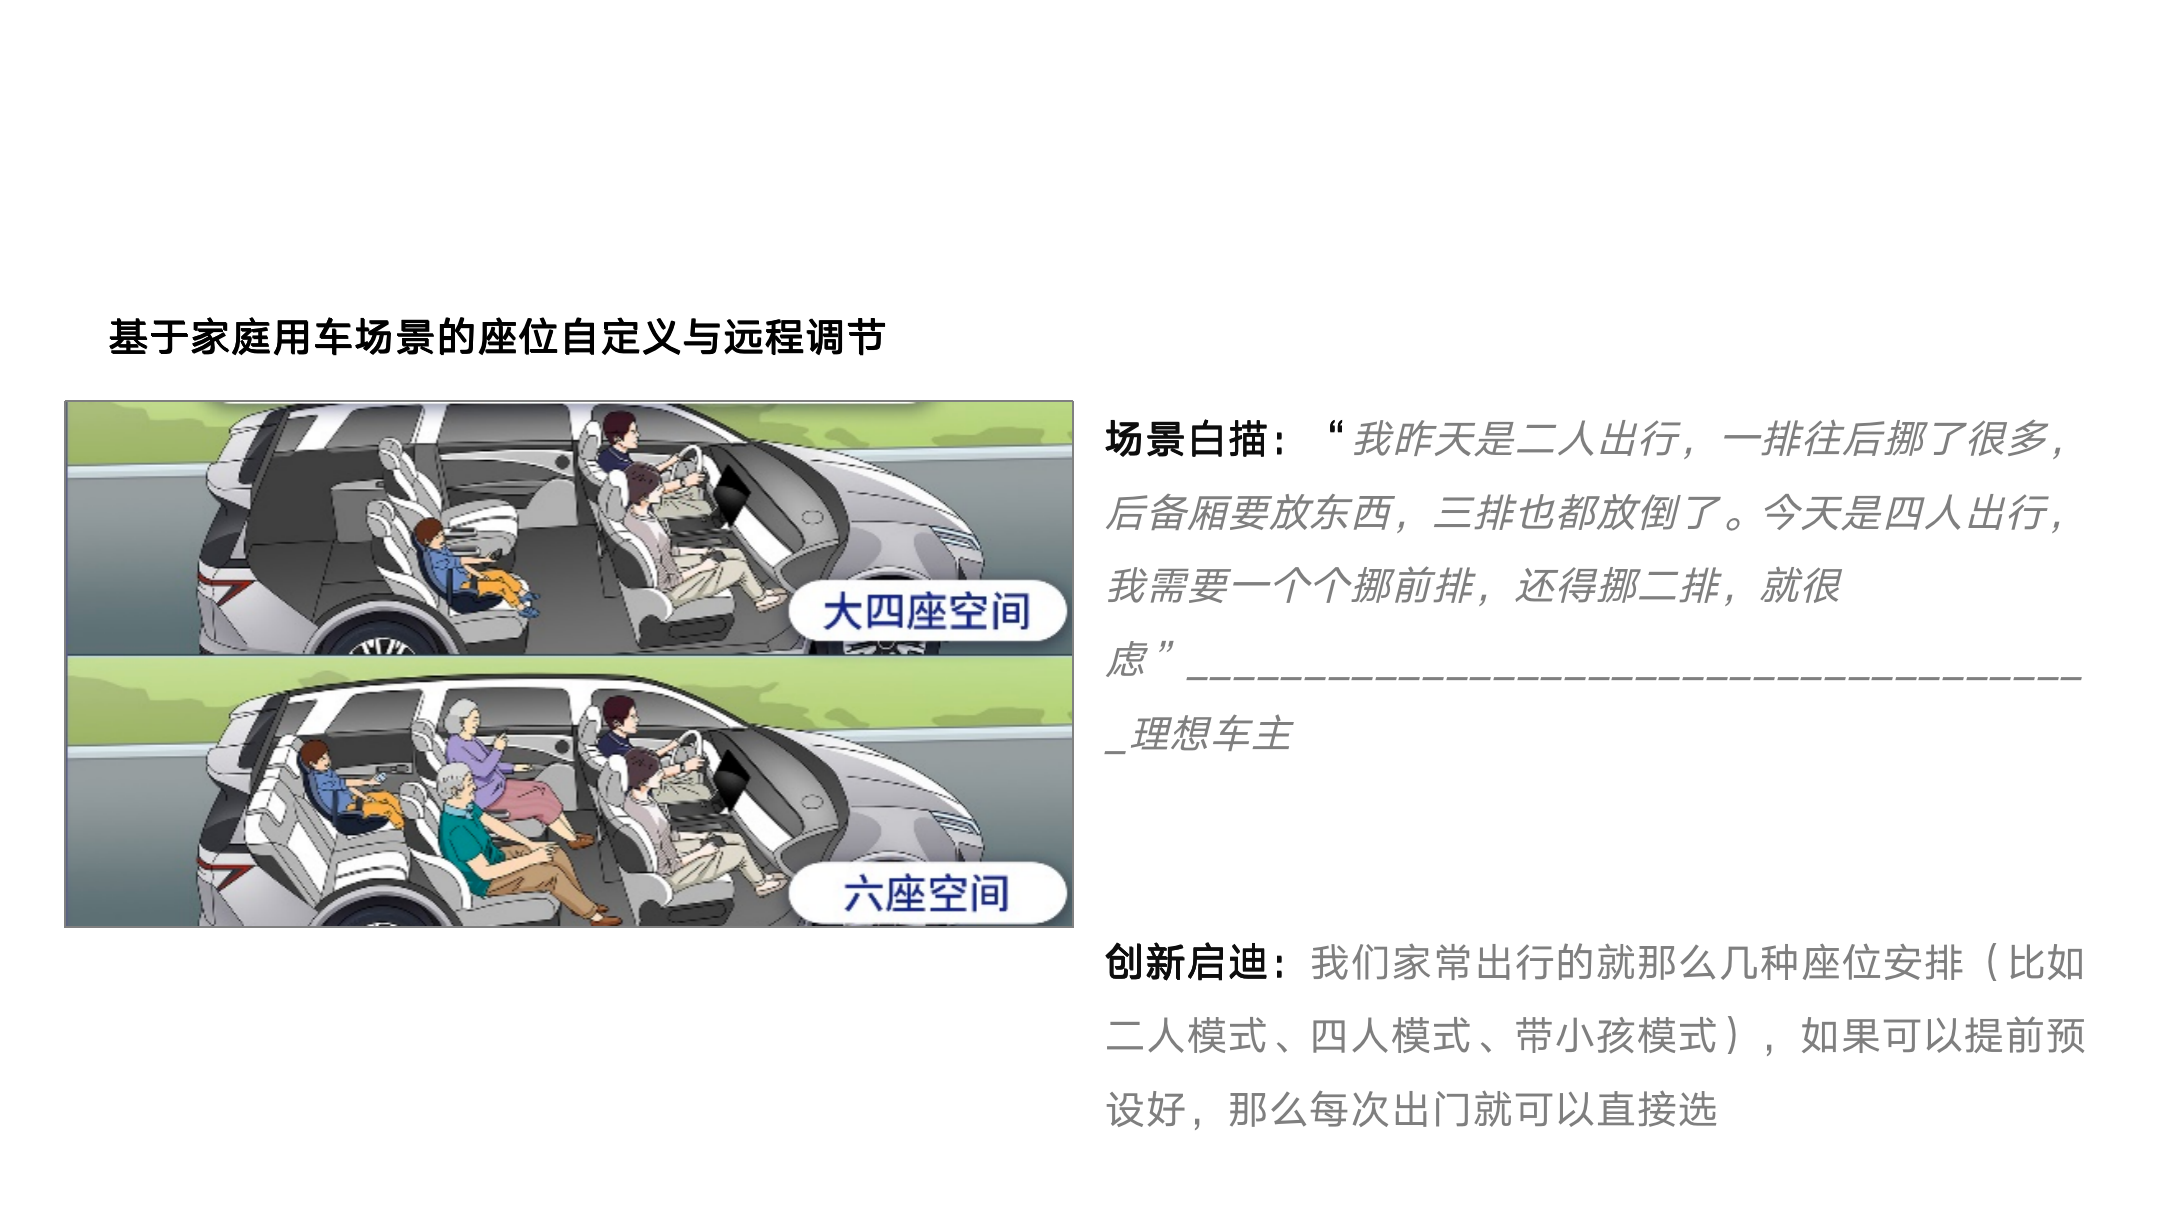 基于家庭用车场景的座位自定义与远程调节
大四座空间
六座空间
场景白描：“我昨天是二人出行，一排往后挪了很多，
后备厢要放东西，三排也都放倒了。今天是四人出行，
我需要一个个挪前排，还得挪二排，就很
虑”______________________________________
_理想车主
创新启迪：我们家常出行的就那么几种座位安排（比如
二人模式、四人模式、带小孩模式），如果可以提前预
设好，那么每次出门就可以直接选